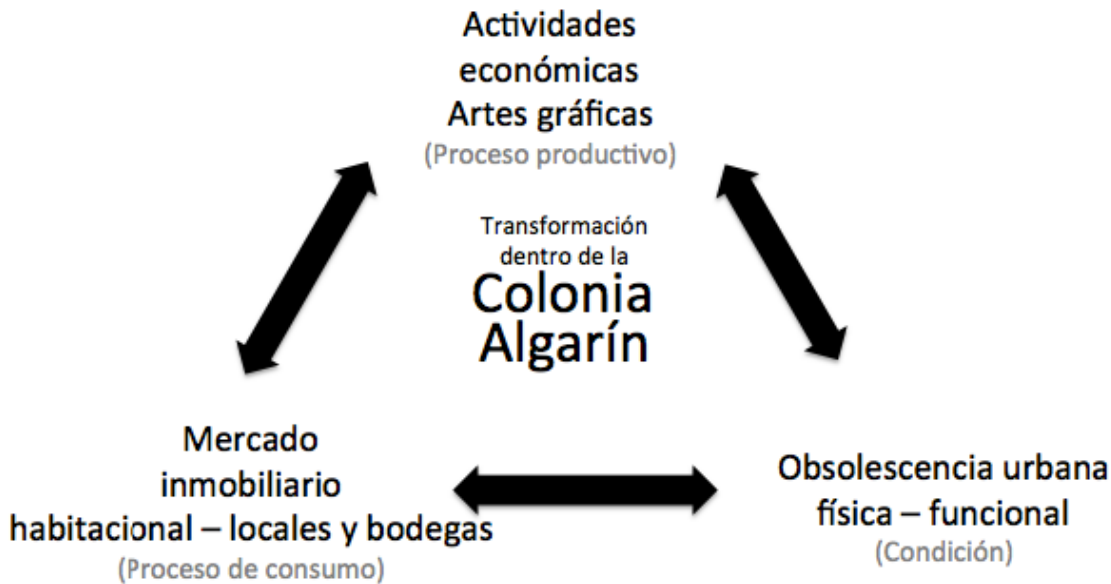 Actividades
económicas
Artes gráficas
(Proceso productivo)
Transformación
dentro de la
Colonia
Algarín
Mercado
inmobiliario
habitacional – locales y bodegas
(Proceso de consumo)
Obsolescencia urbana
física – funcional
(Condición)